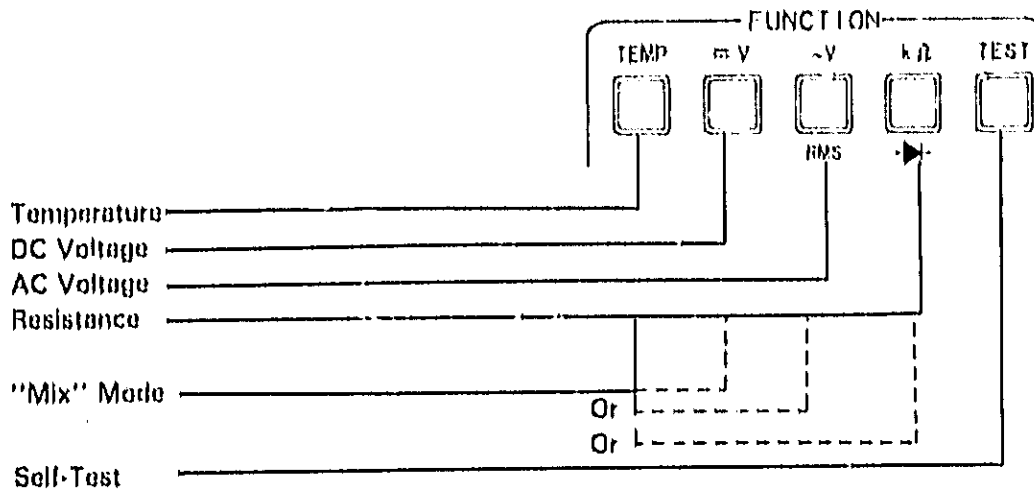 FUNCTION
TEMP mV ~V kΩ TEST
RMS
Temperature
DC Voltage
AC Voltage
Resistance
"Mix" Mode
Or
Or
Self-Test